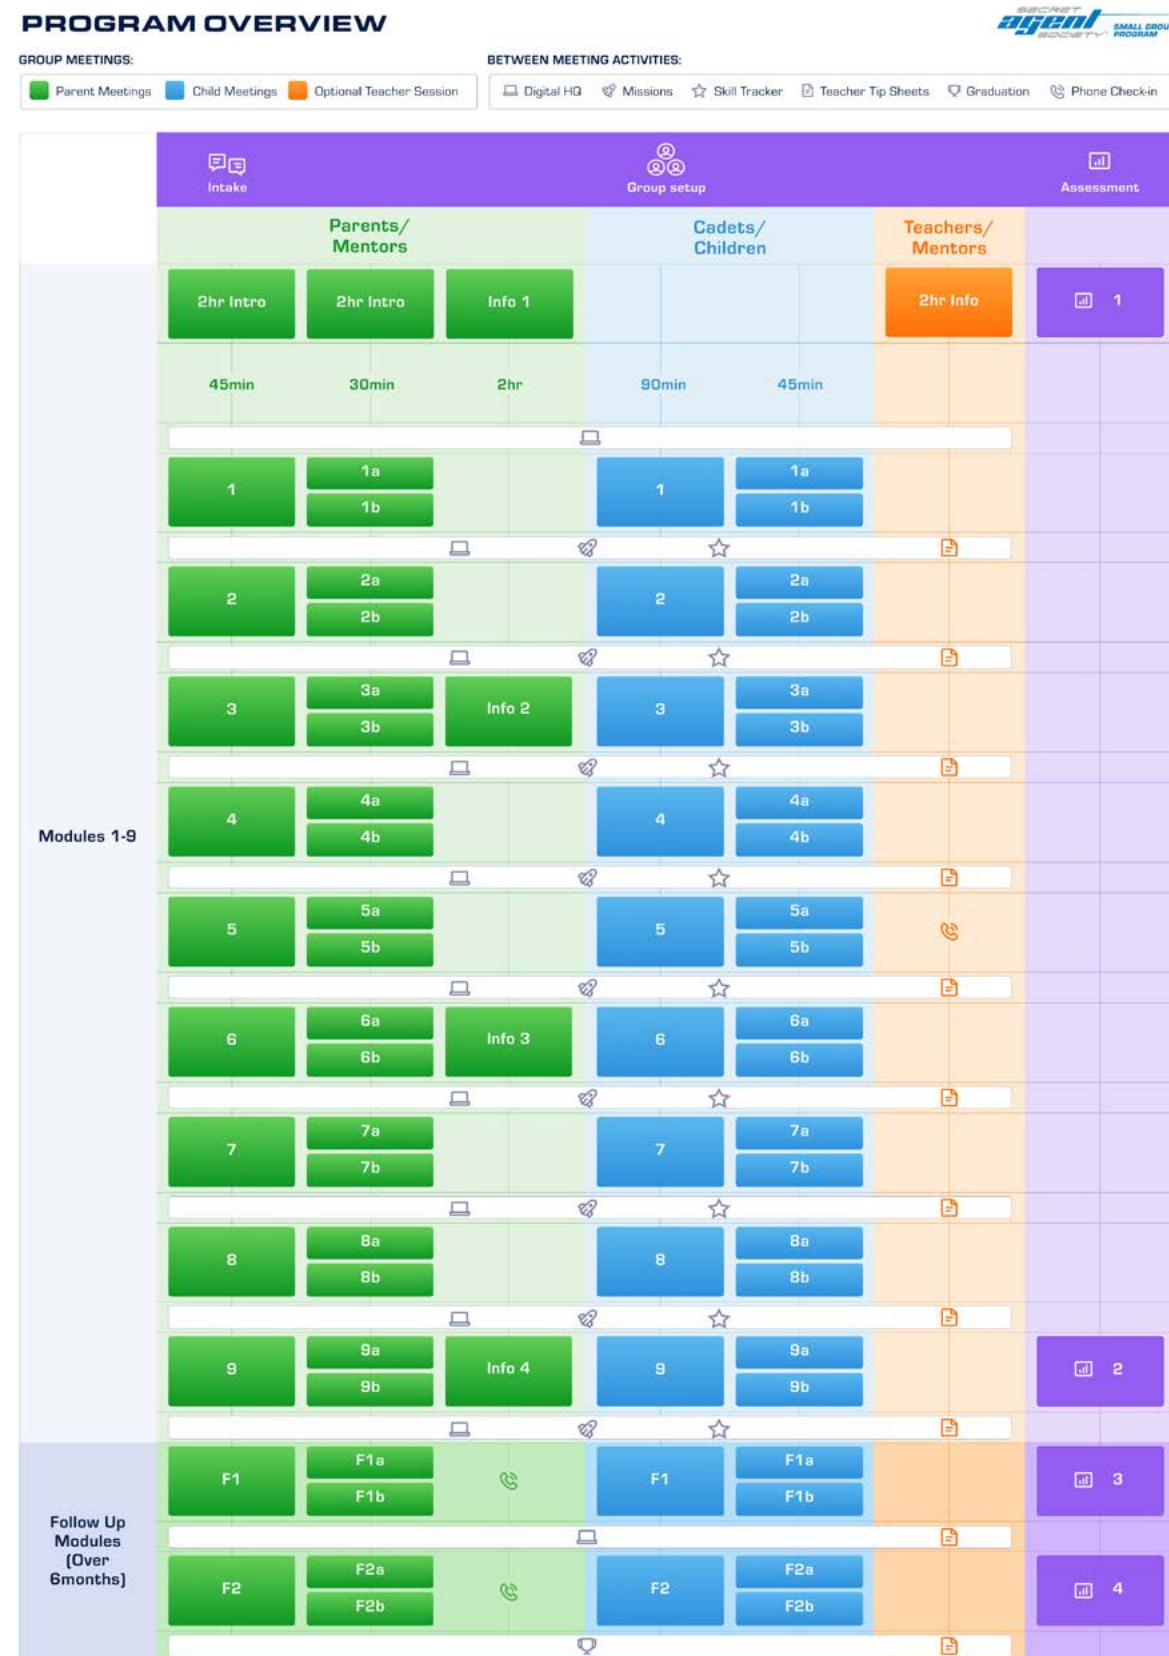 PROGRAM OVERVIEW
SECRET
agent
SOCIETY
SMALL GROU
PROGRAM
GROUP MEETINGS:
BETWEEN MEETING ACTIVITIES:
Parent Meetings Child Meetings Optional Teacher Session
Digital HQ Missions Skill Tracker Teacher Tip Sheets Graduation Phone Check-in
Intake Group setup Assessment
Parents/ Cadets/ Teachers/
Mentors Children Mentors
2hr Intro 2hr Intro Info 1 2hr Info 1
45min 30min 2hr 90min 45min
1a 1a
1 1
1b 1b
2a 2a
2 2
2b 2b
3a 3a
3 Info 2 3
3b 3b
4a 4a
4 4
Modules 1-9
4b 4b
5a 5a
5 5
5b 5b
6a 6a
6 Info 3 6
6b 6b
7a 7a
7 7
7b 7b
8a 8a
8 8
8b 8b
9a 9a
9 Info 4 9 2
9b 9b
F1a F1a
F1 F1 3
F1b F1b
Follow Up
Modules
(Over
6months)
F2a F2a
F2 F2 4
F2b F2b